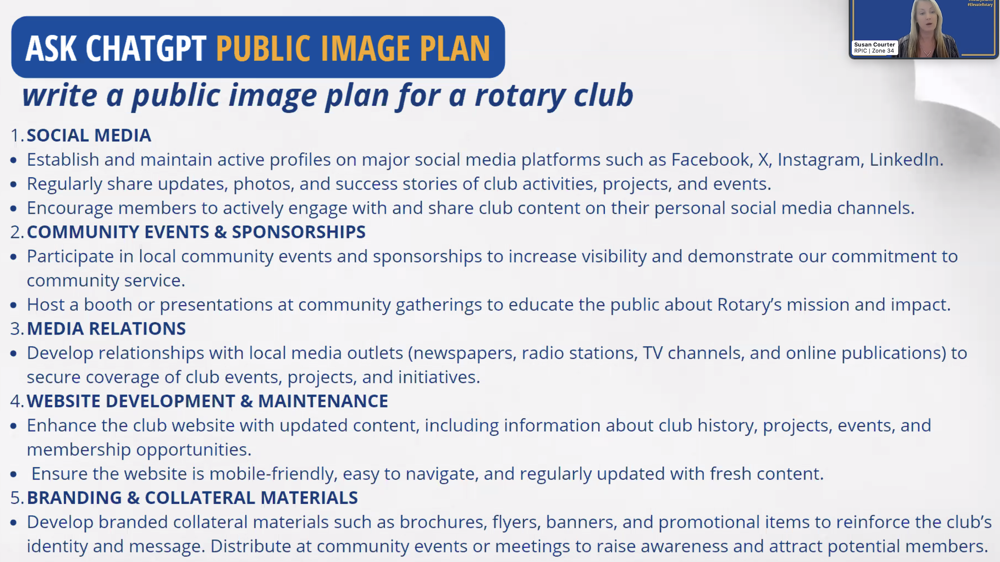 #RotaryShares
#ElevateRotary
Susan Courter
RPIC | Zone 34
ASK CHATGPT PUBLIC IMAGE PLAN
write a public image plan for a rotary club
1. SOCIAL MEDIA
• Establish and maintain active profiles on major social media platforms such as Facebook, X, Instagram, LinkedIn.
• Regularly share updates, photos, and success stories of club activities, projects, and events.
• Encourage members to actively engage with and share club content on their personal social media channels.
2. COMMUNITY EVENTS & SPONSORSHIPS
• Participate in local community events and sponsorships to increase visibility and demonstrate our commitment to
community service.
• Host a booth or presentations at community gatherings to educate the public about Rotary’s mission and impact.
3. MEDIA RELATIONS
• Develop relationships with local media outlets (newspapers, radio stations, TV channels, and online publications) to
secure coverage of club events, projects, and initiatives.
4. WEBSITE DEVELOPMENT & MAINTENANCE
• Enhance the club website with updated content, including information about club history, projects, events, and
membership opportunities.
• Ensure the website is mobile-friendly, easy to navigate, and regularly updated with fresh content.
5. BRANDING & COLLATERAL MATERIALS
• Develop branded collateral materials such as brochures, flyers, banners, and promotional items to reinforce the club’s
identity and message. Distribute at community events or meetings to raise awareness and attract potential members.